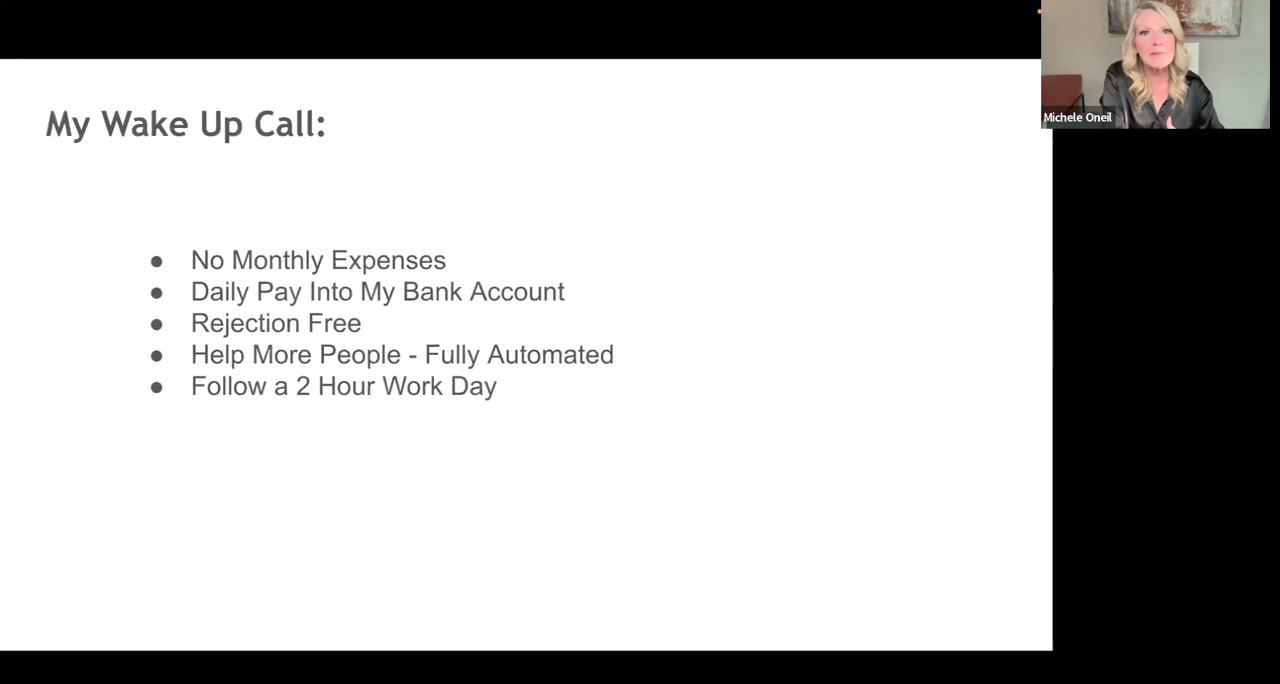 My Wake Up Call:
● No Monthly Expenses
● Daily Pay Into My Bank Account
● Rejection Free
● Help More People - Fully Automated
● Follow a 2 Hour Work Day
Michele Oneil